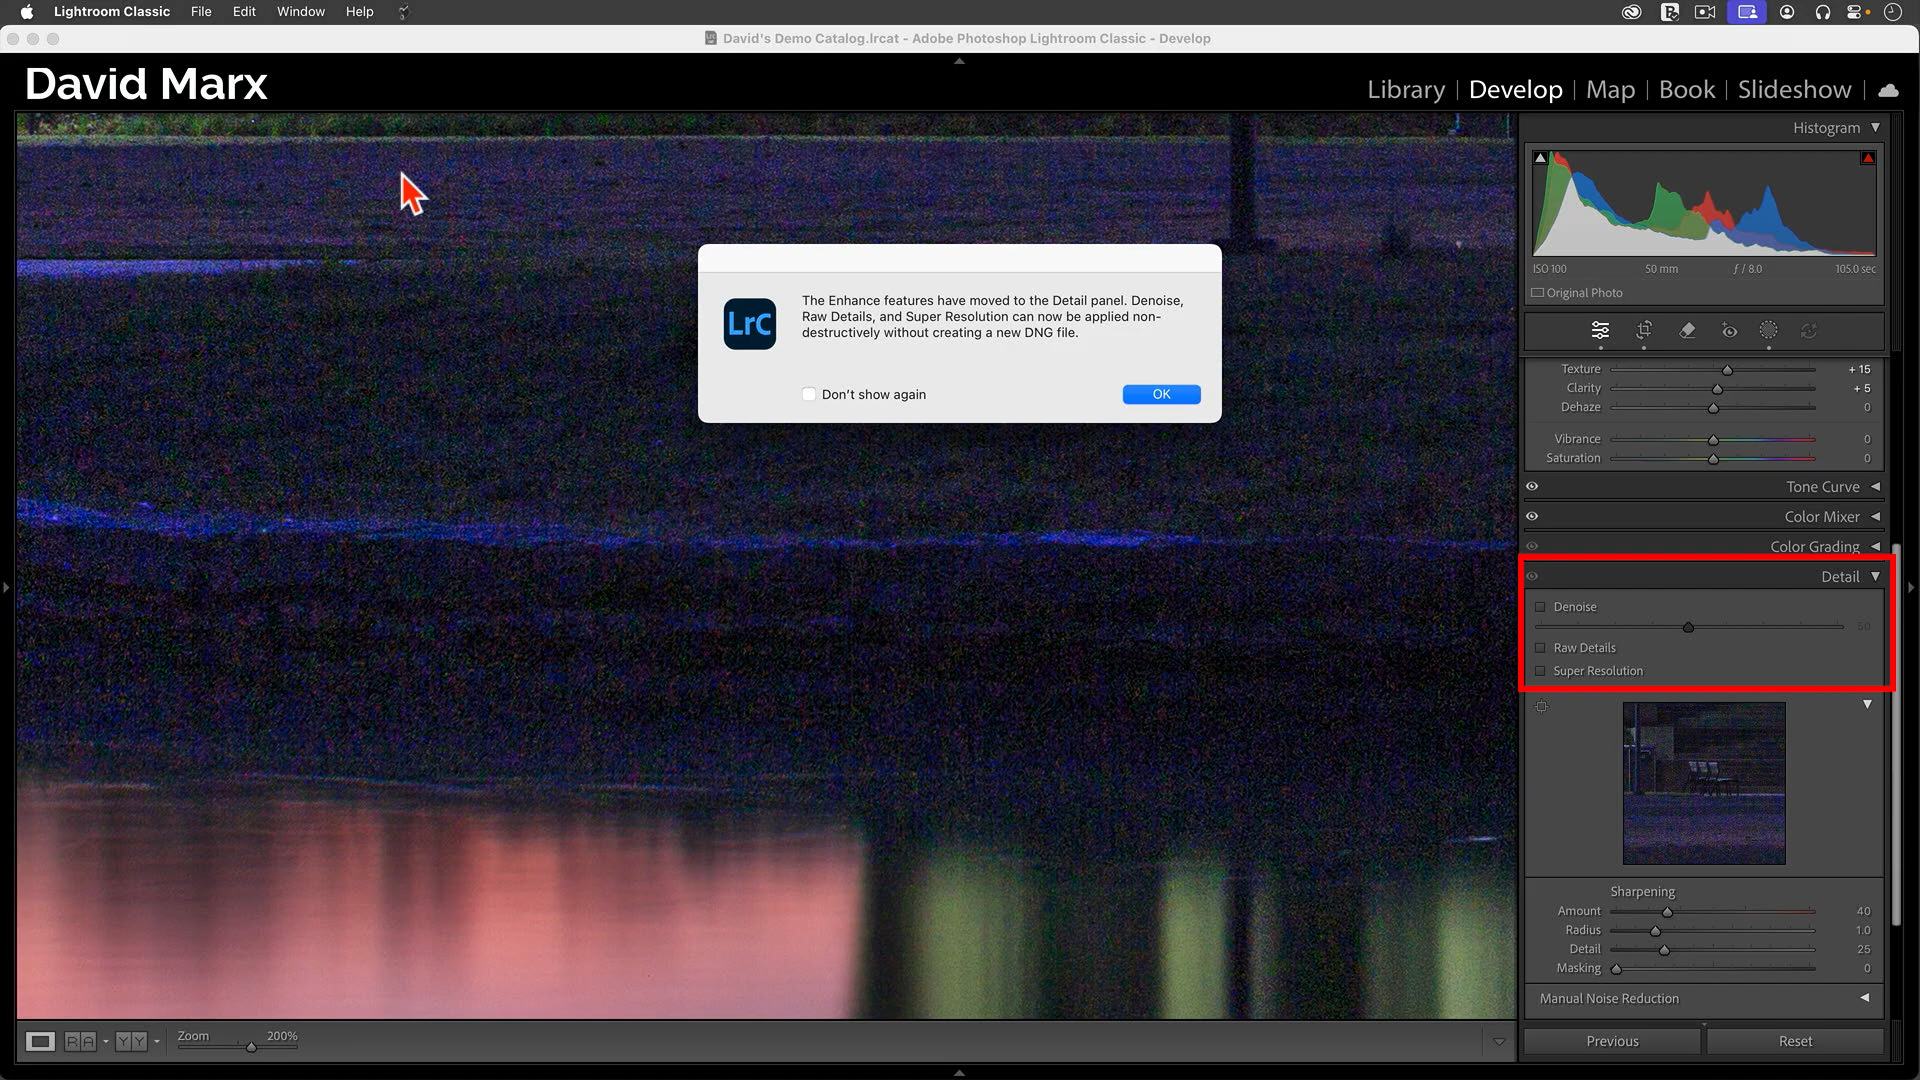 Lightroom Classic File Edit Window Help
David's Demo Catalog.lrcat - Adobe Photoshop Lightroom Classic - Develop
David Marx
Library | Develop | Map | Book | Slideshow |
Histogram
ISO 100 50 mm ƒ / 8.0 105.0 sec
Original Photo
The Enhance features have moved to the Detail panel. Denoise,
Raw Details, and Super Resolution can now be applied non-
destructively without creating a new DNG file.
LrC
Don't show again
OK
Texture + 15
Clarity + 5
Dehaze 0
Vibrance 0
Saturation 0
Tone Curve
Color Mixer
Color Grading
Detail
Denoise
50
Raw Details
Super Resolution
Sharpening
Amount 40
Radius 1.0
Detail 25
Masking 0
Manual Noise Reduction
R A Y Y Zoom 200%
Previous Reset